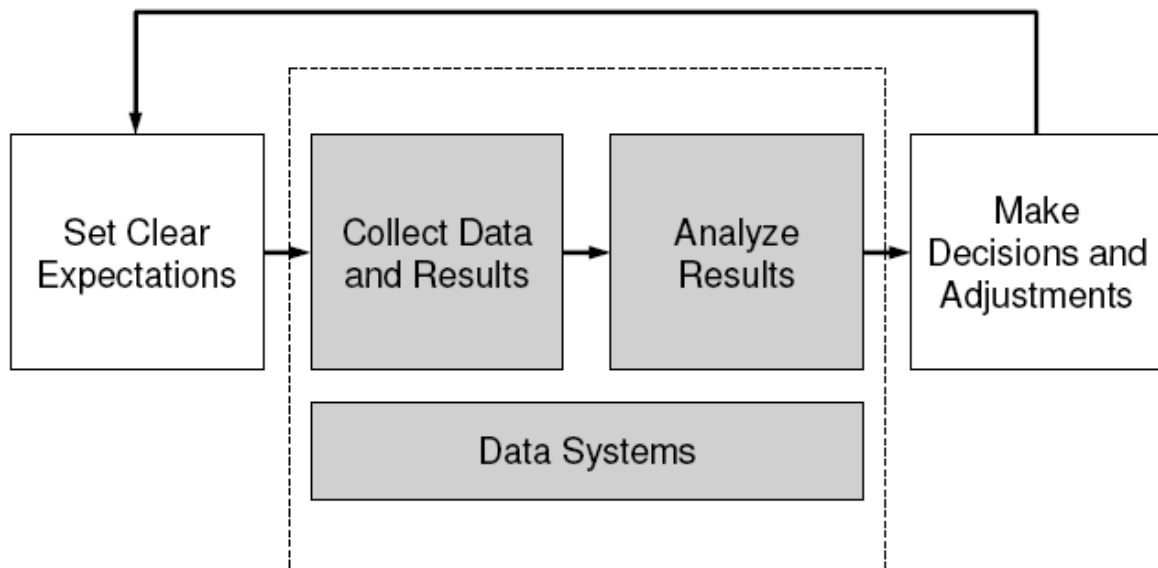 Set Clear
Expectations
Collect Data
and Results
Analyze
Results
Make
Decisions and
Adjustments
Data Systems